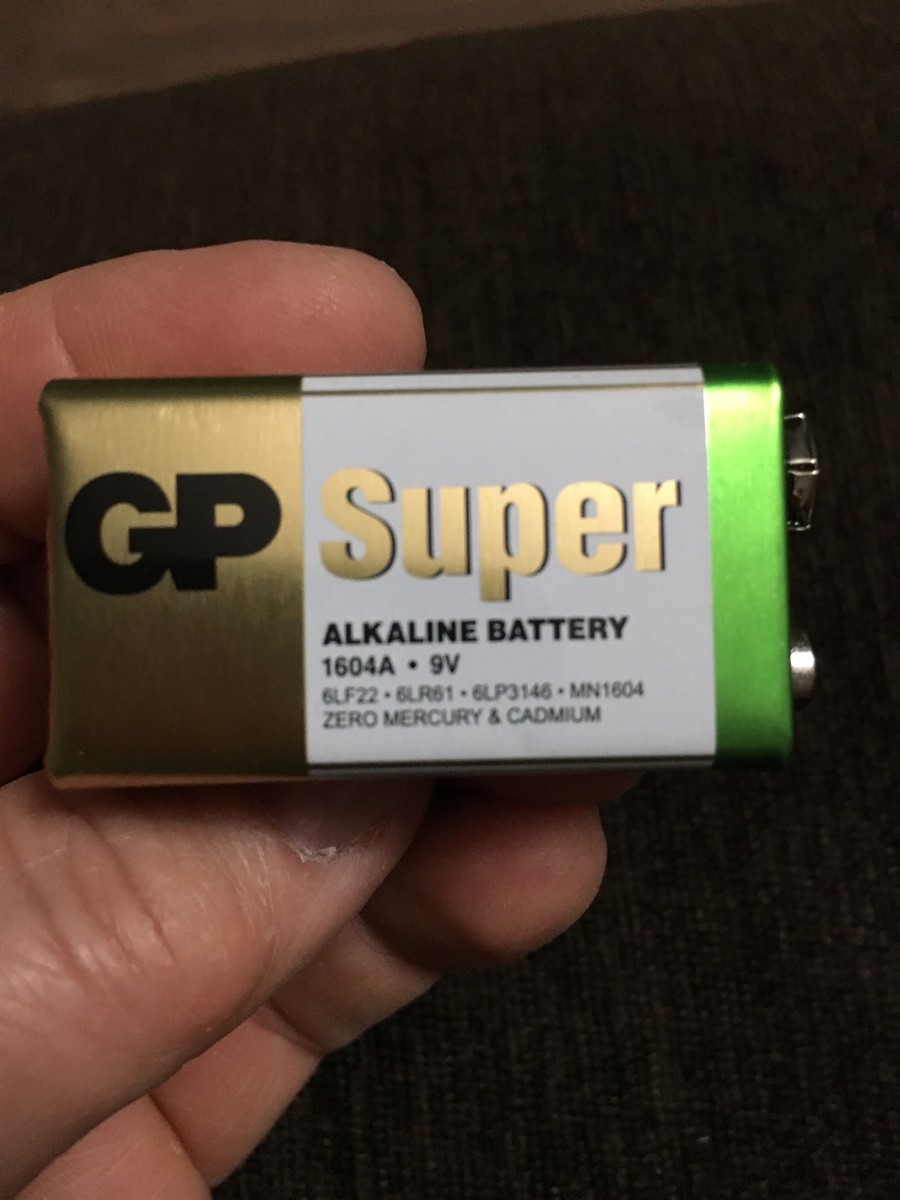 GP Super
ALKALINE BATTERY
1604A • 9V
6LF22 • 6LR61 • 6LP3146 • MN1604
ZERO MERCURY & CADMIUM